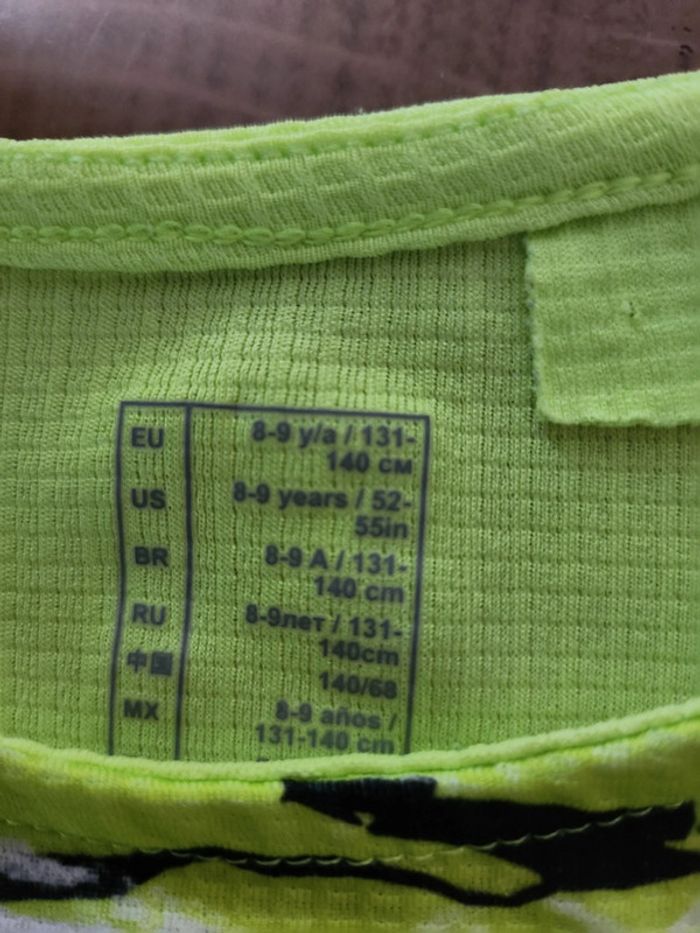 EU 8-9 y/a / 131-
140 см
US 8-9 years / 52-
55in
BR 8-9 A / 131-
140 cm
RU 8-9лет / 131-
140cm
中国 140/68
MX 8-9 años /
131-140 cm